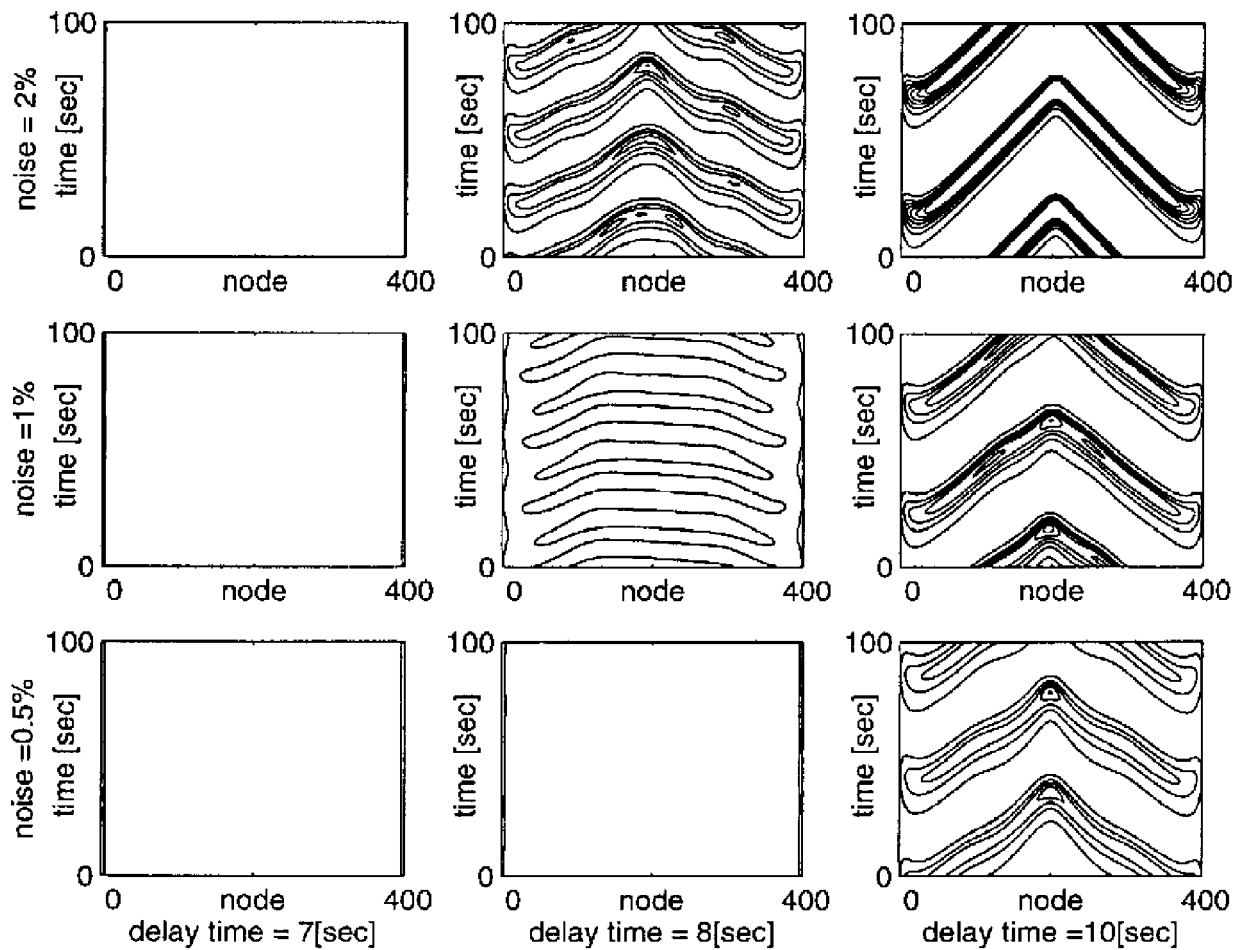 noise = 2%
time [sec]
100
0
0 node 400
time [sec]
100
0
0 node 400
time [sec]
100
0
0 node 400
noise =1%
time [sec]
100
0
0 node 400
time [sec]
100
0
0 node 400
time [sec]
100
0
0 node 400
noise =0.5%
time [sec]
100
0
0 node 400
delay time = 7[sec]
time [sec]
100
0
0 node 400
delay time = 8[sec]
time [sec]
100
0
0 node 400
delay time =10[sec]